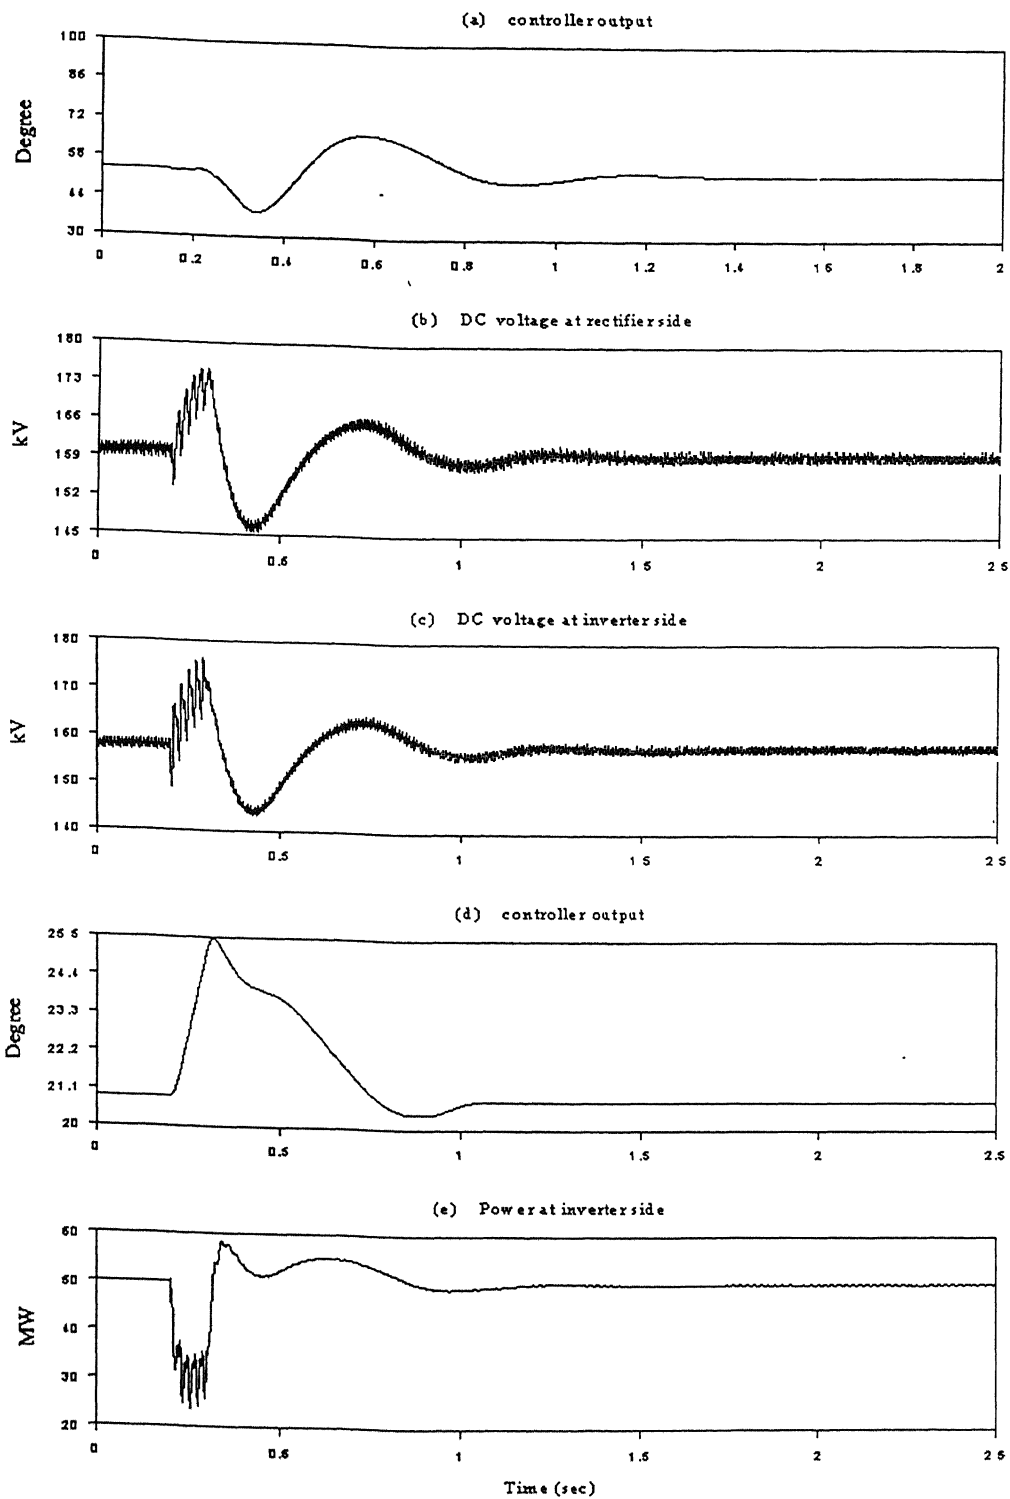 (a) controller output
100
86
72
58
44
30
Degree
0 0.2 0.4 0.6 0.8 1 1.2 1.4 1.6 1.8 2
(b) DC voltage at rectifier side
180
173
166
159
152
145
kV
0 0.5 1 1.5 2 2.5
(c) DC voltage at inverter side
180
170
160
150
140
kV
0 0.5 1 1.5 2 2.5
(d) controller output
25.5
24.4
23.3
22.2
21.1
20
Degree
0 0.5 1 1.5 2 2.5
(e) Power at inverter side
60
50
40
30
20
MW
0 0.5 1 1.5 2 2.5
Time (sec)